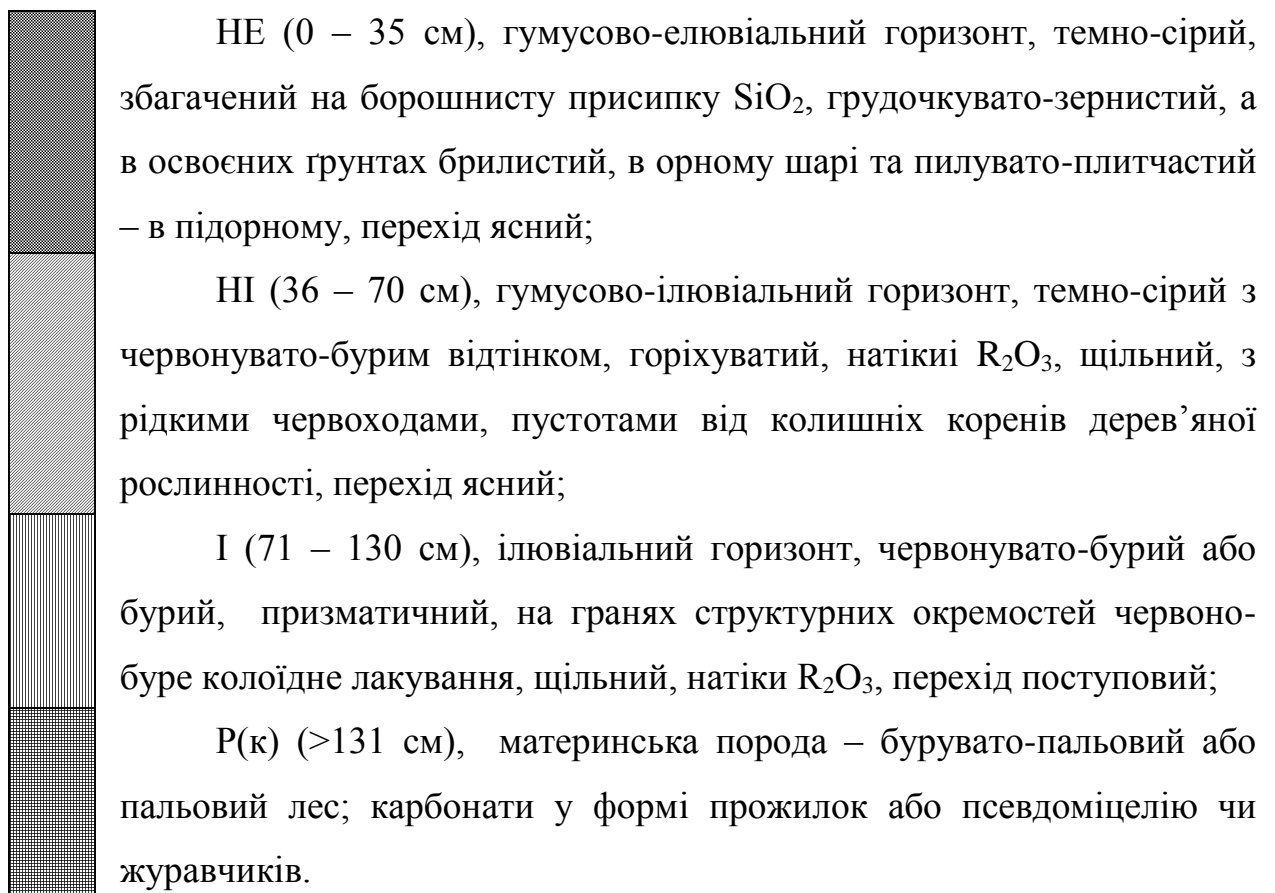 НЕ (0 – 35 см), гумусово-елювіальний горизонт, темно-сірий,
збагачений на борошнисту присипку SiO₂, грудочкувато-зернистий, а
в освоєних ґрунтах брилистий, в орному шарі та пилувато-плитчастий
– в підорному, перехід ясний;
НІ (36 – 70 см), гумусово-ілювіальний горизонт, темно-сірий з
червонувато-бурим відтінком, горіхуватий, натікиі R₂O₃, щільний, з
рідкими червоходами, пустотами від колишніх коренів дерев’яної
рослинності, перехід ясний;
І (71 – 130 см), ілювіальний горизонт, червонувато-бурий або
бурий, призматичний, на гранях структурних окремостей червоно-
буре колоїдне лакування, щільний, натіки R₂O₃, перехід поступовий;
Р(к) (>131 см), материнська порода – бурувато-пальовий або
пальовий лес; карбонати у формі прожилок або псевдоміцелію чи
журавчиків.